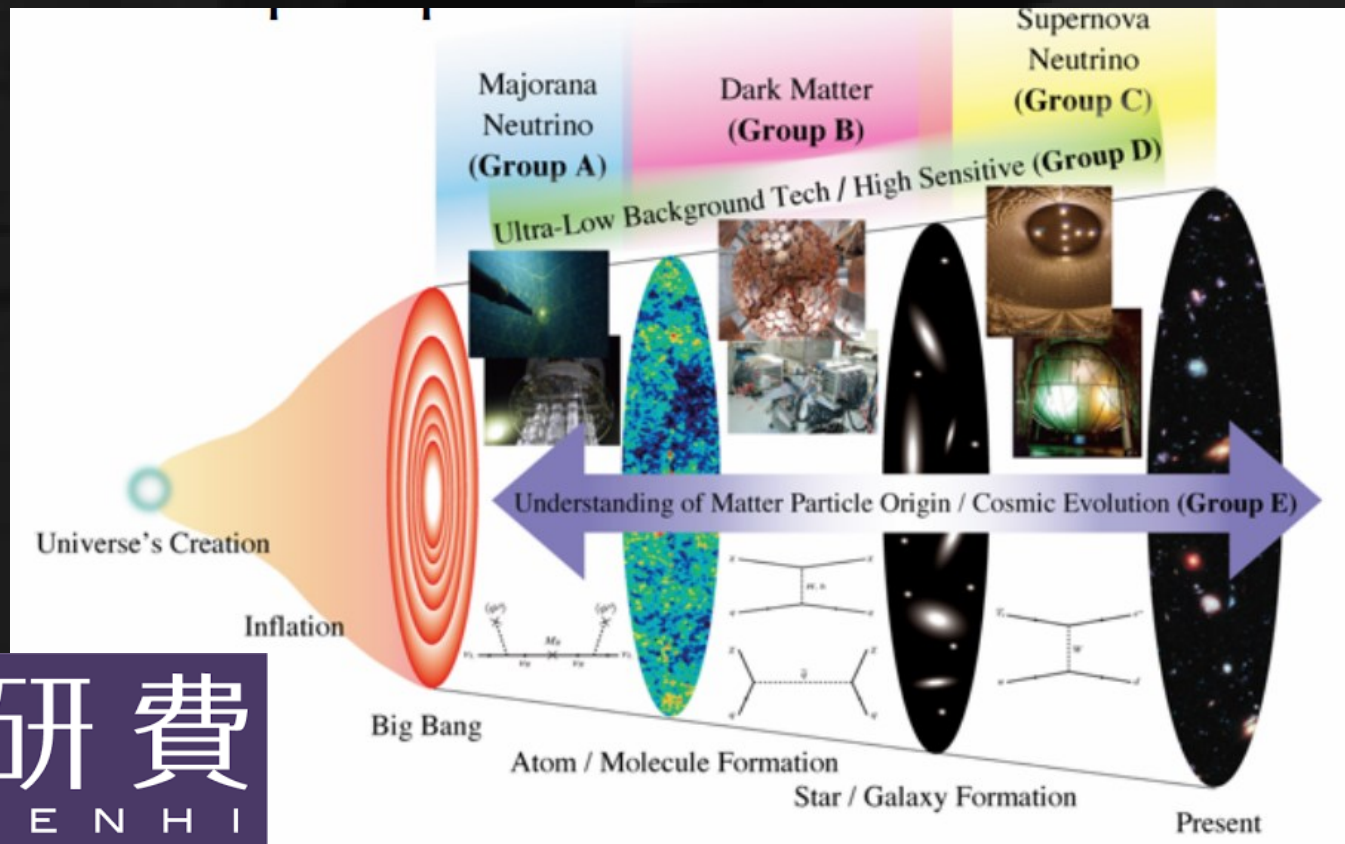 Majorana
Neutrino
(Group A)
Dark Matter
(Group B)
Supernova
Neutrino
(Group C)
Ultra-Low Background Tech / High Sensitive (Group D)
Understanding of Matter Particle Origin / Cosmic Evolution (Group E)
Universe's Creation
Inflation
Big Bang
Atom / Molecule Formation
Star / Galaxy Formation
Present
研費
ENHI